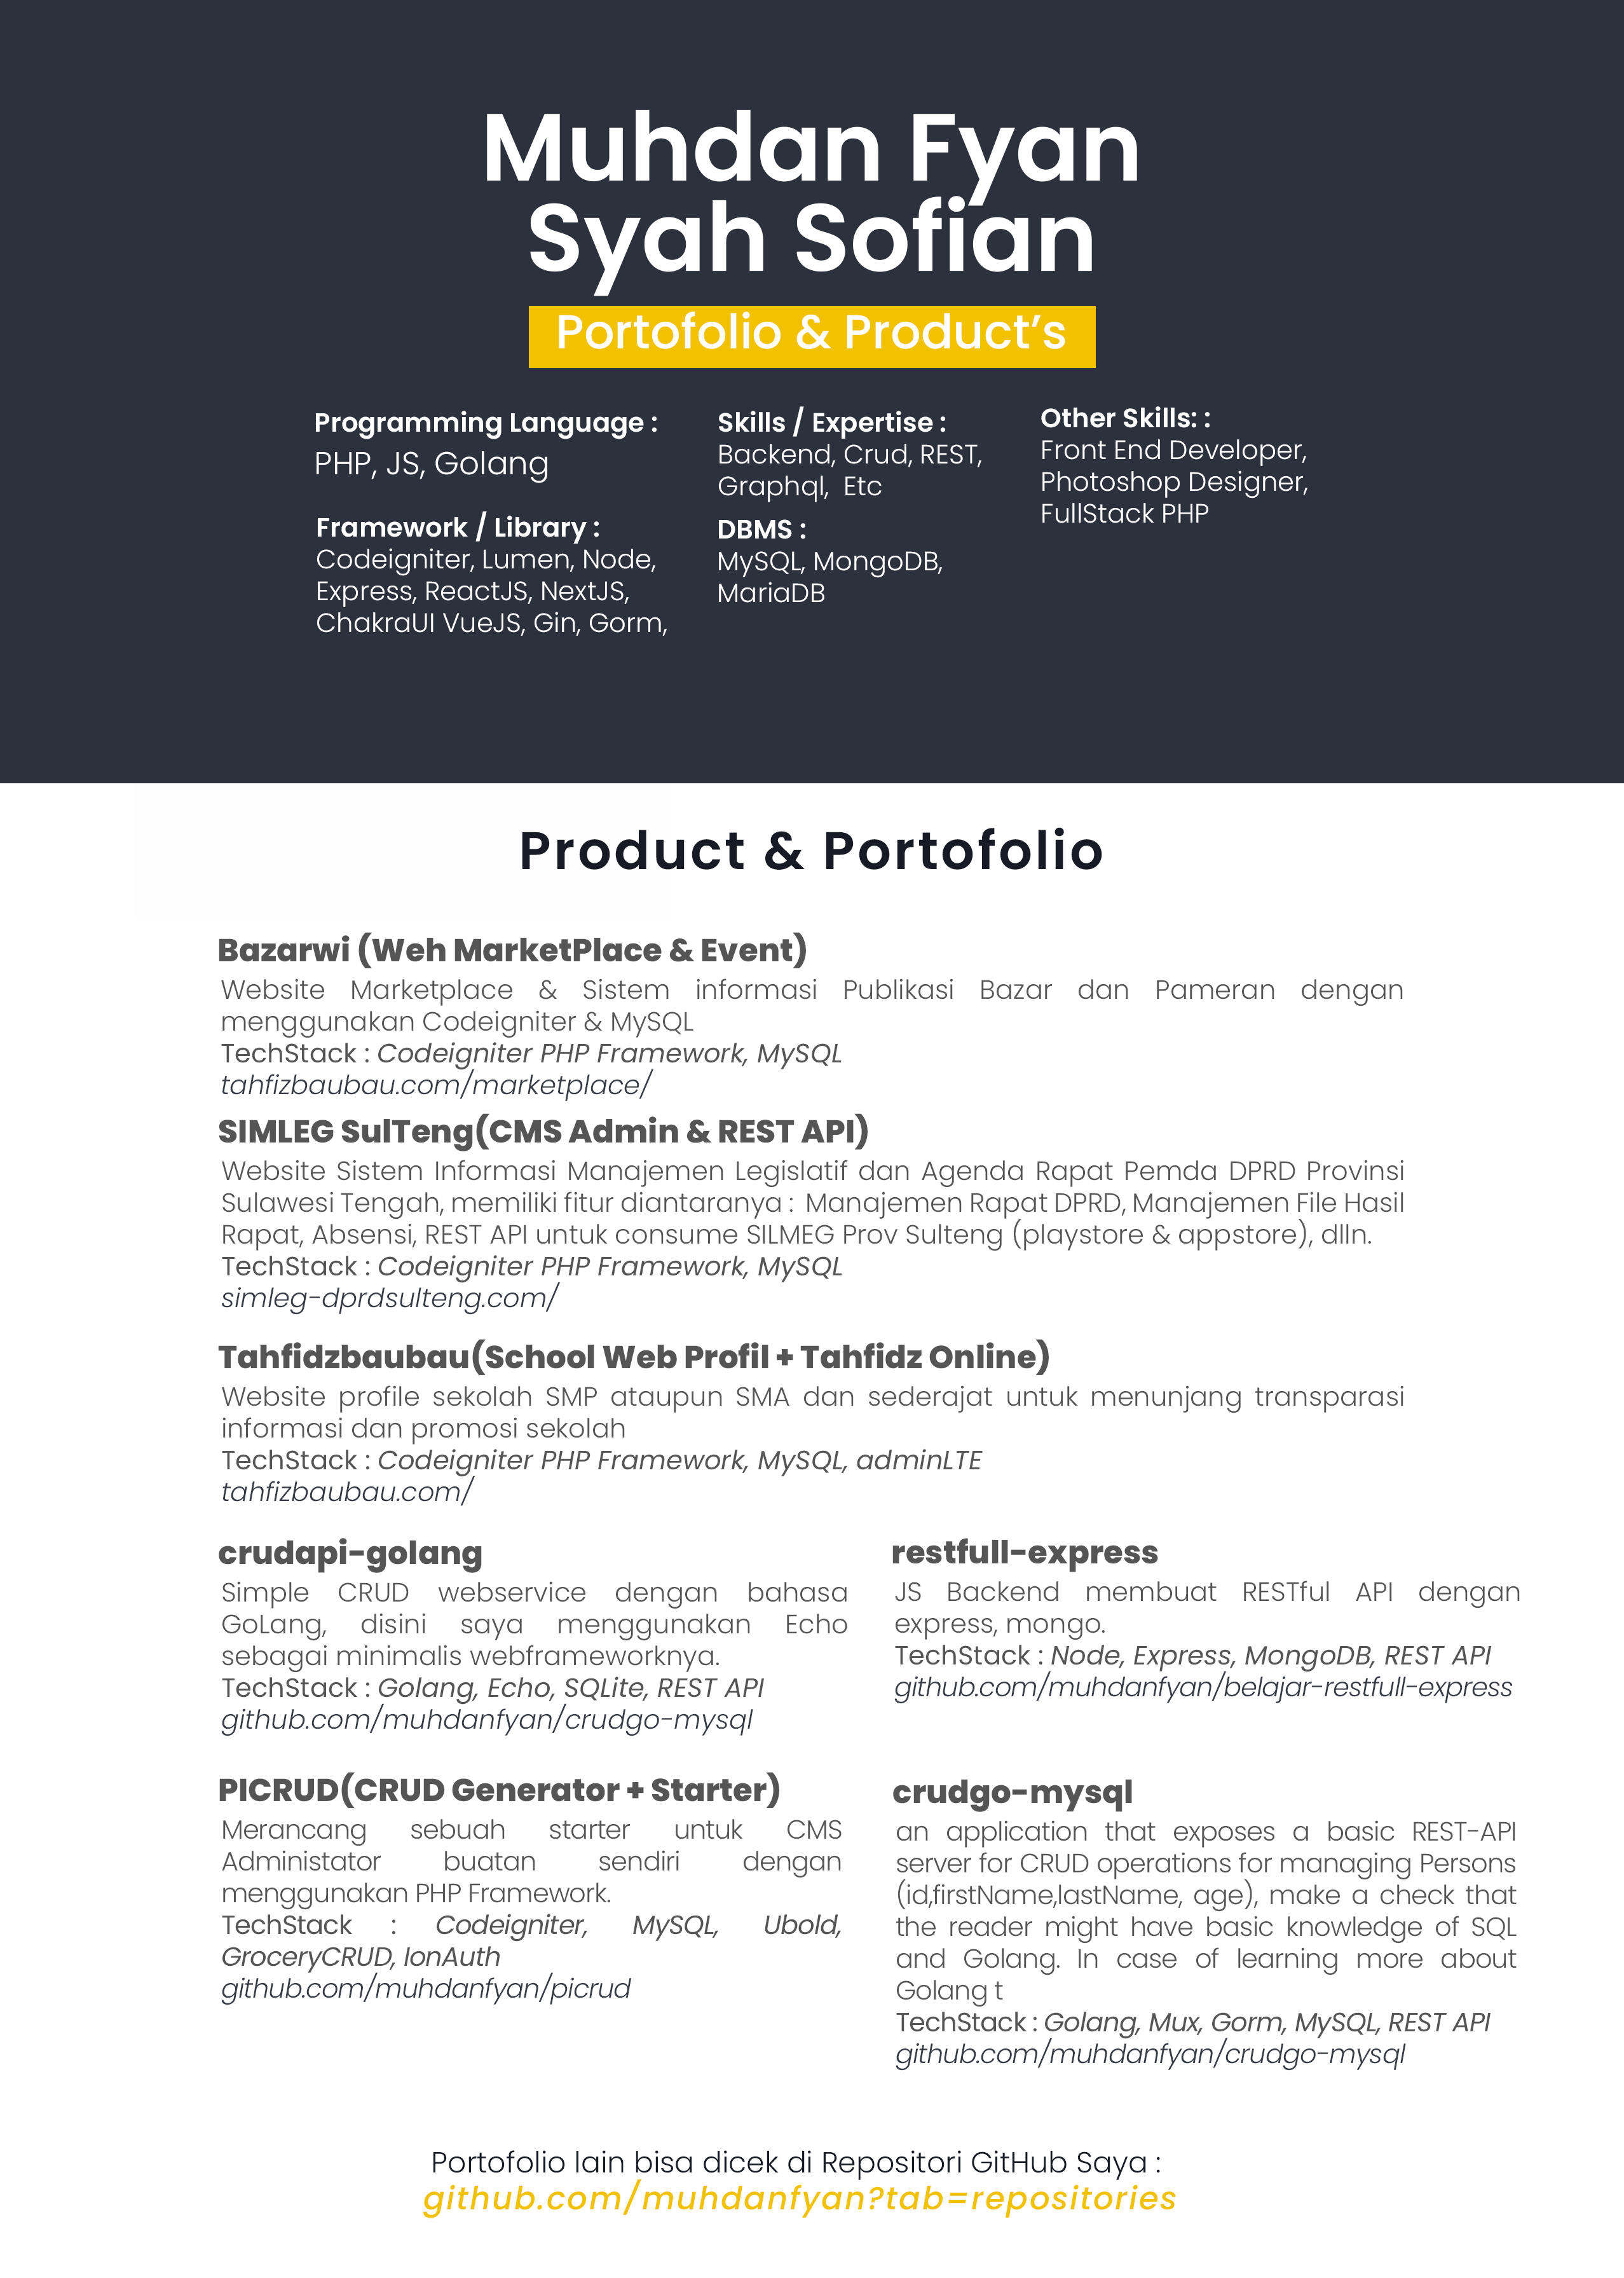 Muhdan Fyan
Syah Sofian
Portofolio & Product’s
Programming Language :
PHP, JS, Golang
Framework / Library :
Codeigniter, Lumen, Node,
Express, ReactJS, NextJS,
ChakraUI VueJS, Gin, Gorm,
Skills / Expertise :
Backend, Crud, REST,
Graphql,  Etc
DBMS :
MySQL, MongoDB,
MariaDB
Other Skills: :
Front End Developer,
Photoshop Designer,
FullStack PHP
Product & Portofolio
Bazarwi (Weh MarketPlace & Event)
Website Marketplace & Sistem informasi Publikasi Bazar dan Pameran dengan
menggunakan Codeigniter & MySQL
TechStack : Codeigniter PHP Framework, MySQL
tahfizbaubau.com/marketplace/
SIMLEG SulTeng(CMS Admin & REST API)
Website Sistem Informasi Manajemen Legislatif dan Agenda Rapat Pemda DPRD Provinsi
Sulawesi Tengah, memiliki fitur diantaranya :  Manajemen Rapat DPRD, Manajemen File Hasil
Rapat, Absensi, REST API untuk consume SILMEG Prov Sulteng (playstore & appstore), dlln.
TechStack : Codeigniter PHP Framework, MySQL
simleg-dprdsulteng.com/
Tahfidzbaubau(School Web Profil + Tahfidz Online)
Website profile sekolah SMP ataupun SMA dan sederajat untuk menunjang transparasi
informasi dan promosi sekolah
TechStack : Codeigniter PHP Framework, MySQL, adminLTE
tahfizbaubau.com/
crudapi-golang
Simple CRUD webservice dengan bahasa
GoLang, disini saya menggunakan Echo
sebagai minimalis webframeworknya.
TechStack : Golang, Echo, SQLite, REST API
github.com/muhdanfyan/crudgo-mysql
restfull-express
JS Backend membuat RESTful API dengan
express, mongo.
TechStack : Node, Express, MongoDB, REST API
github.com/muhdanfyan/belajar-restfull-express
PICRUD(CRUD Generator + Starter)
Merancang sebuah starter untuk CMS
Administator buatan sendiri dengan
menggunakan PHP Framework.
TechStack : Codeigniter, MySQL, Ubold,
GroceryCRUD, IonAuth
github.com/muhdanfyan/picrud
crudgo-mysql
an application that exposes a basic REST-API
server for CRUD operations for managing Persons
(id,firstName,lastName, age), make a check that
the reader might have basic knowledge of SQL
and Golang. In case of learning more about
Golang t
TechStack : Golang, Mux, Gorm, MySQL, REST API
github.com/muhdanfyan/crudgo-mysql
Portofolio lain bisa dicek di Repositori GitHub Saya :
github.com/muhdanfyan?tab=repositories